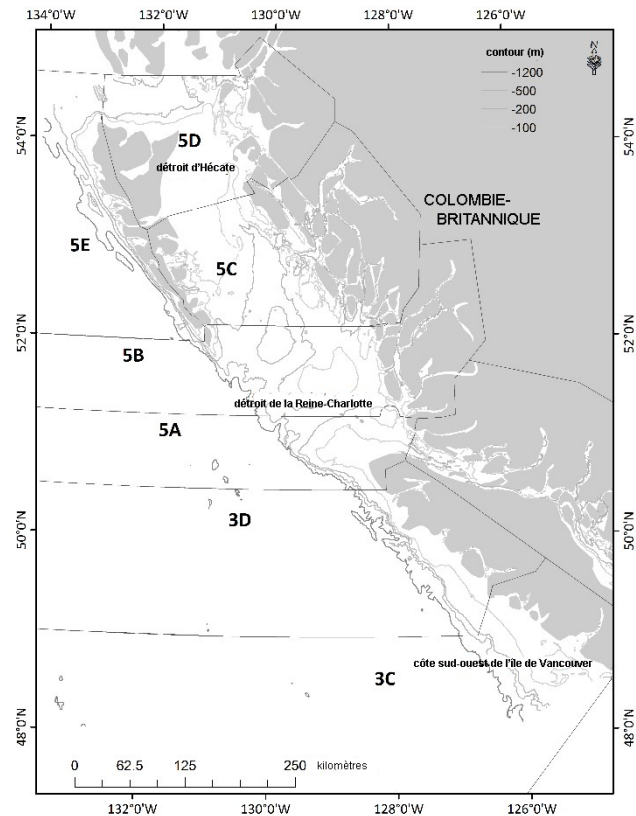 134°0'W 132°0'W 130°0'W 128°0'W 126°0'W
contour (m)
-1200
-500
-200
-100
N
54°0'N
54°0'N
5D
détroit d'Hécate
COLOMBIE-
BRITANNIQUE
5E
5C
52°0'N
52°0'N
5B
détroit de la Reine-Charlotte
5A
3D
50°0'N
50°0'N
côte sud-ouest de l'île de Vancouver
3C
48°0'N
48°0'N
0 62.5 125 250 kilomètres
132°0'W 130°0'W 128°0'W 126°0'W